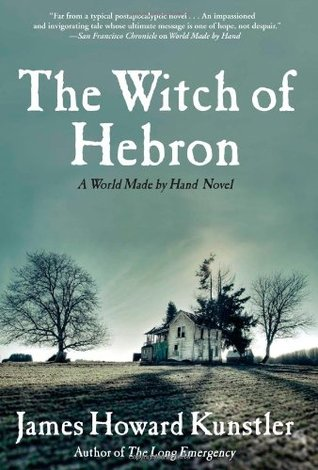 "Far from a typical postapocalyptic novel . . . An impassioned
and invigorating tale whose ultimate message is one of hope, not despair."
—San Francisco Chronicle on World Made by Hand
The Witch of
Hebron
A World Made by Hand Novel
James Howard Kunstler
Author of The Long Emergency